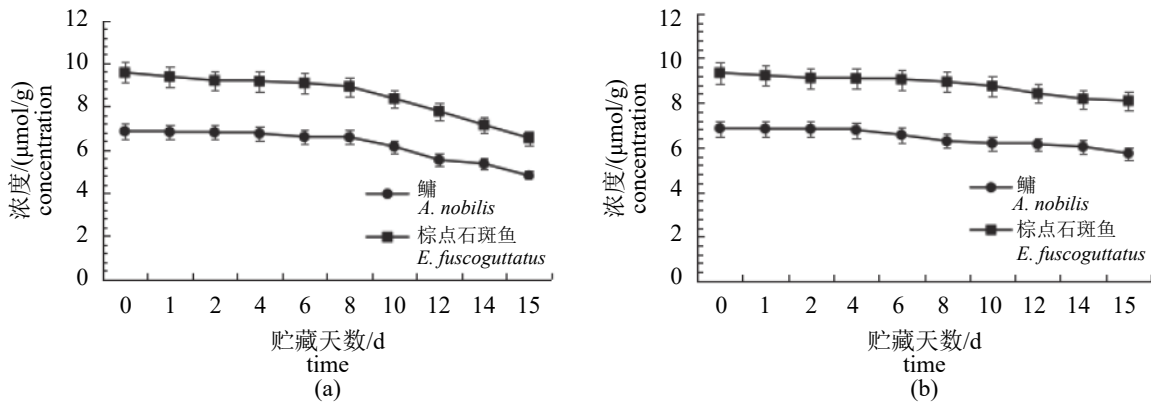 12
10
8
6
4
2
0
浓度/(μmol/g)
concentration
鳙
A. nobilis
棕点石斑鱼
E. fuscoguttatus
0 1 2 4 6 8 10 12 14 15
贮藏天数/d
time
(a)
12
10
8
6
4
2
0
浓度/(μmol/g)
concentration
鳙
A. nobilis
棕点石斑鱼
E. fuscoguttatus
0 1 2 4 6 8 10 12 14 15
贮藏天数/d
time
(b)